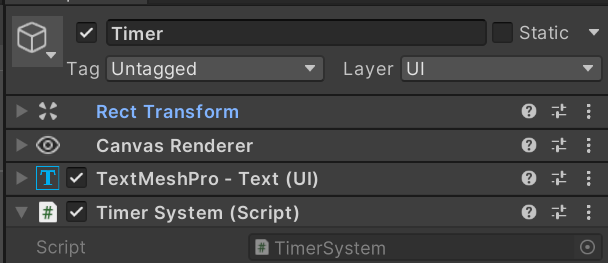 Timer Static
Tag Untagged Layer UI
Rect Transform
Canvas Renderer
T TextMeshPro - Text (UI)
# Timer System (Script)
Script # TimerSystem